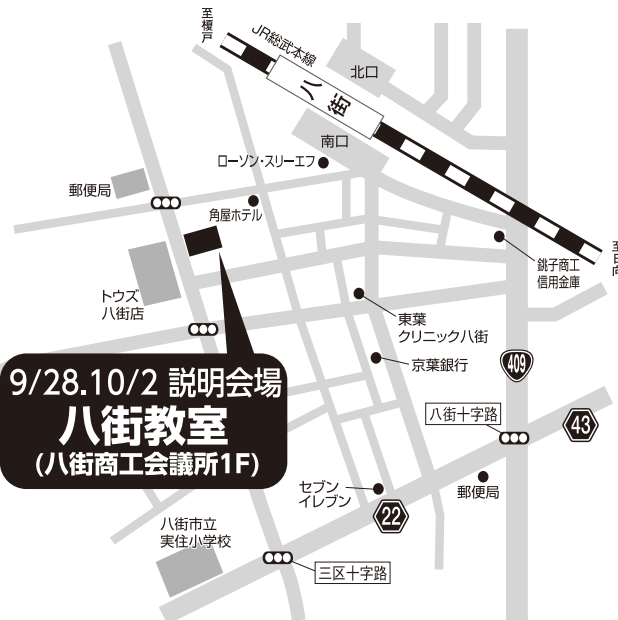 至榎戸
JR総武本線
北口
八街
南口
ローソン・スリーエフ
郵便局
角屋ホテル
銚子商工
信用金庫
トウズ
八街店
東葉
クリニック八街
京葉銀行
409
9/28.10/2 説明会場
八街教室
(八街商工会議所1F)
八街十字路
43
セブン
イレブン
22
郵便局
八街市立
実住小学校
三区十字路